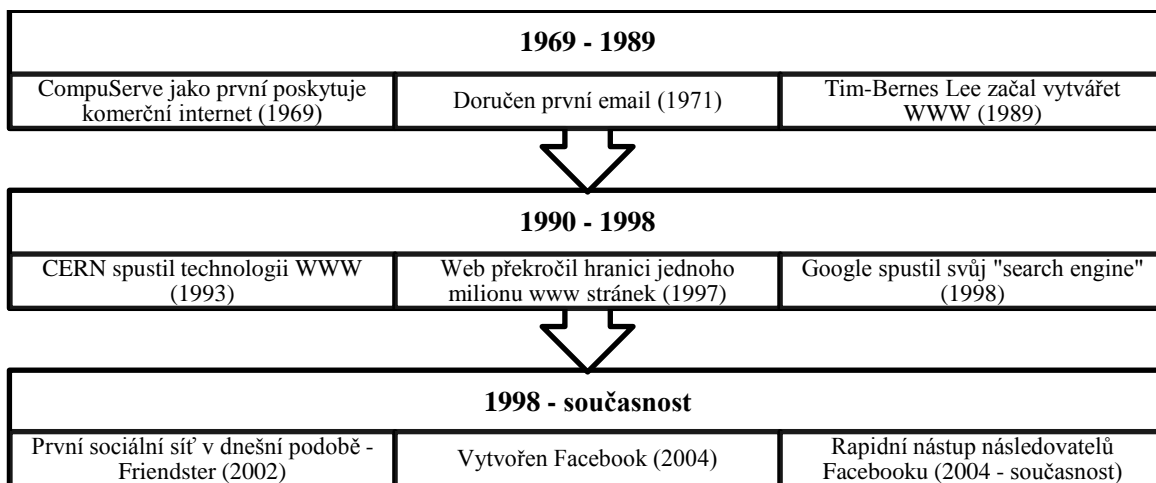 1969 - 1989
CompuServe jako první poskytuje
komerční internet (1969)
Doručen první email (1971)
Tim-Bernes Lee začal vytvářet
WWW (1989)
1990 - 1998
CERN spustil technologii WWW
(1993)
Web překročil hranici jednoho
milionu www stránek (1997)
Google spustil svůj "search engine"
(1998)
1998 - současnost
První sociální síť v dnešní podobě -
Friendster (2002)
Vytvořen Facebook (2004)
Rapidní nástup následovatelů
Facebooku (2004 - současnost)